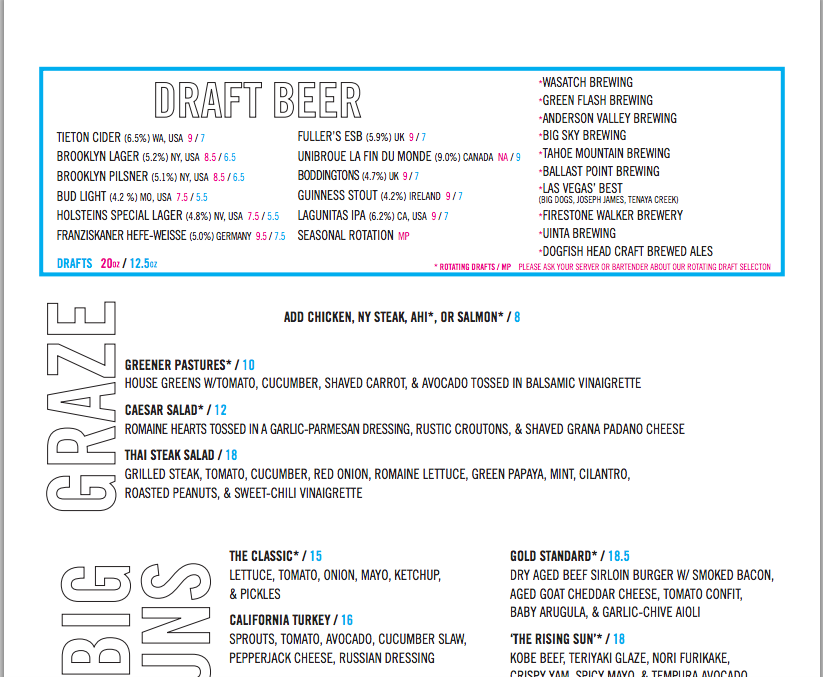 DRAFT BEER
TIETON CIDER (6.5%) WA, USA 9 / 7
BROOKLYN LAGER (5.2%) NY, USA 8.5 / 6.5
BROOKLYN PILSNER (5.1%) NY, USA 8.5 / 6.5
BUD LIGHT (4.2 %) MO, USA 7.5 / 5.5
HOLSTEINS SPECIAL LAGER (4.8%) NV, USA 7.5 / 5.5
FRANZISKANER HEFE-WEISSE (5.0%) GERMANY 9.5 / 7.5
DRAFTS 20oz / 12.5oz
FULLER'S ESB (5.9%) UK 9 / 7
UNIBROUE LA FIN DU MONDE (9.0%) CANADA NA / 9
BODDINGTONS (4.7%) UK 9 / 7
GUINNESS STOUT (4.2%) IRELAND 9 / 7
LAGUNITAS IPA (6.2%) CA, USA 9 / 7
SEASONAL ROTATION MP
*WASATCH BREWING
*GREEN FLASH BREWING
*ANDERSON VALLEY BREWING
*BIG SKY BREWING
*TAHOE MOUNTAIN BREWING
*BALLAST POINT BREWING
*LAS VEGAS' BEST
(BIG DOGS, JOSEPH JAMES, TENAYA CREEK)
*FIRESTONE WALKER BREWERY
*UINTA BREWING
*DOGFISH HEAD CRAFT BREWED ALES
* ROTATING DRAFTS / MP PLEASE ASK YOUR SERVER OR BARTENDER ABOUT OUR ROTATING DRAFT SELECTON
GRAZE
ADD CHICKEN, NY STEAK, AHI*, OR SALMON* / 8
GREENER PASTURES* / 10
HOUSE GREENS W/TOMATO, CUCUMBER, SHAVED CARROT, & AVOCADO TOSSED IN BALSAMIC VINAIGRETTE
CAESAR SALAD* / 12
ROMAINE HEARTS TOSSED IN A GARLIC-PARMESAN DRESSING, RUSTIC CROUTONS, & SHAVED GRANA PADANO CHEESE
THAI STEAK SALAD / 18
GRILLED STEAK, TOMATO, CUCUMBER, RED ONION, ROMAINE LETTUCE, GREEN PAPAYA, MINT, CILANTRO,
ROASTED PEANUTS, & SWEET-CHILI VINAIGRETTE
BIG
UNS
THE CLASSIC* / 15
LETTUCE, TOMATO, ONION, MAYO, KETCHUP,
& PICKLES
CALIFORNIA TURKEY / 16
SPROUTS, TOMATO, AVOCADO, CUCUMBER SLAW,
PEPPERJACK CHEESE, RUSSIAN DRESSING
GOLD STANDARD* / 18.5
DRY AGED BEEF SIRLOIN BURGER W/ SMOKED BACON,
AGED GOAT CHEDDAR CHEESE, TOMATO CONFIT,
BABY ARUGULA, & GARLIC-CHIVE AIOLI
'THE RISING SUN'* / 18
KOBE BEEF, TERIYAKI GLAZE, NORI FURIKAKE,
CRISPY YAM, SPICY MAYO, & TEMPURA AVOCADO